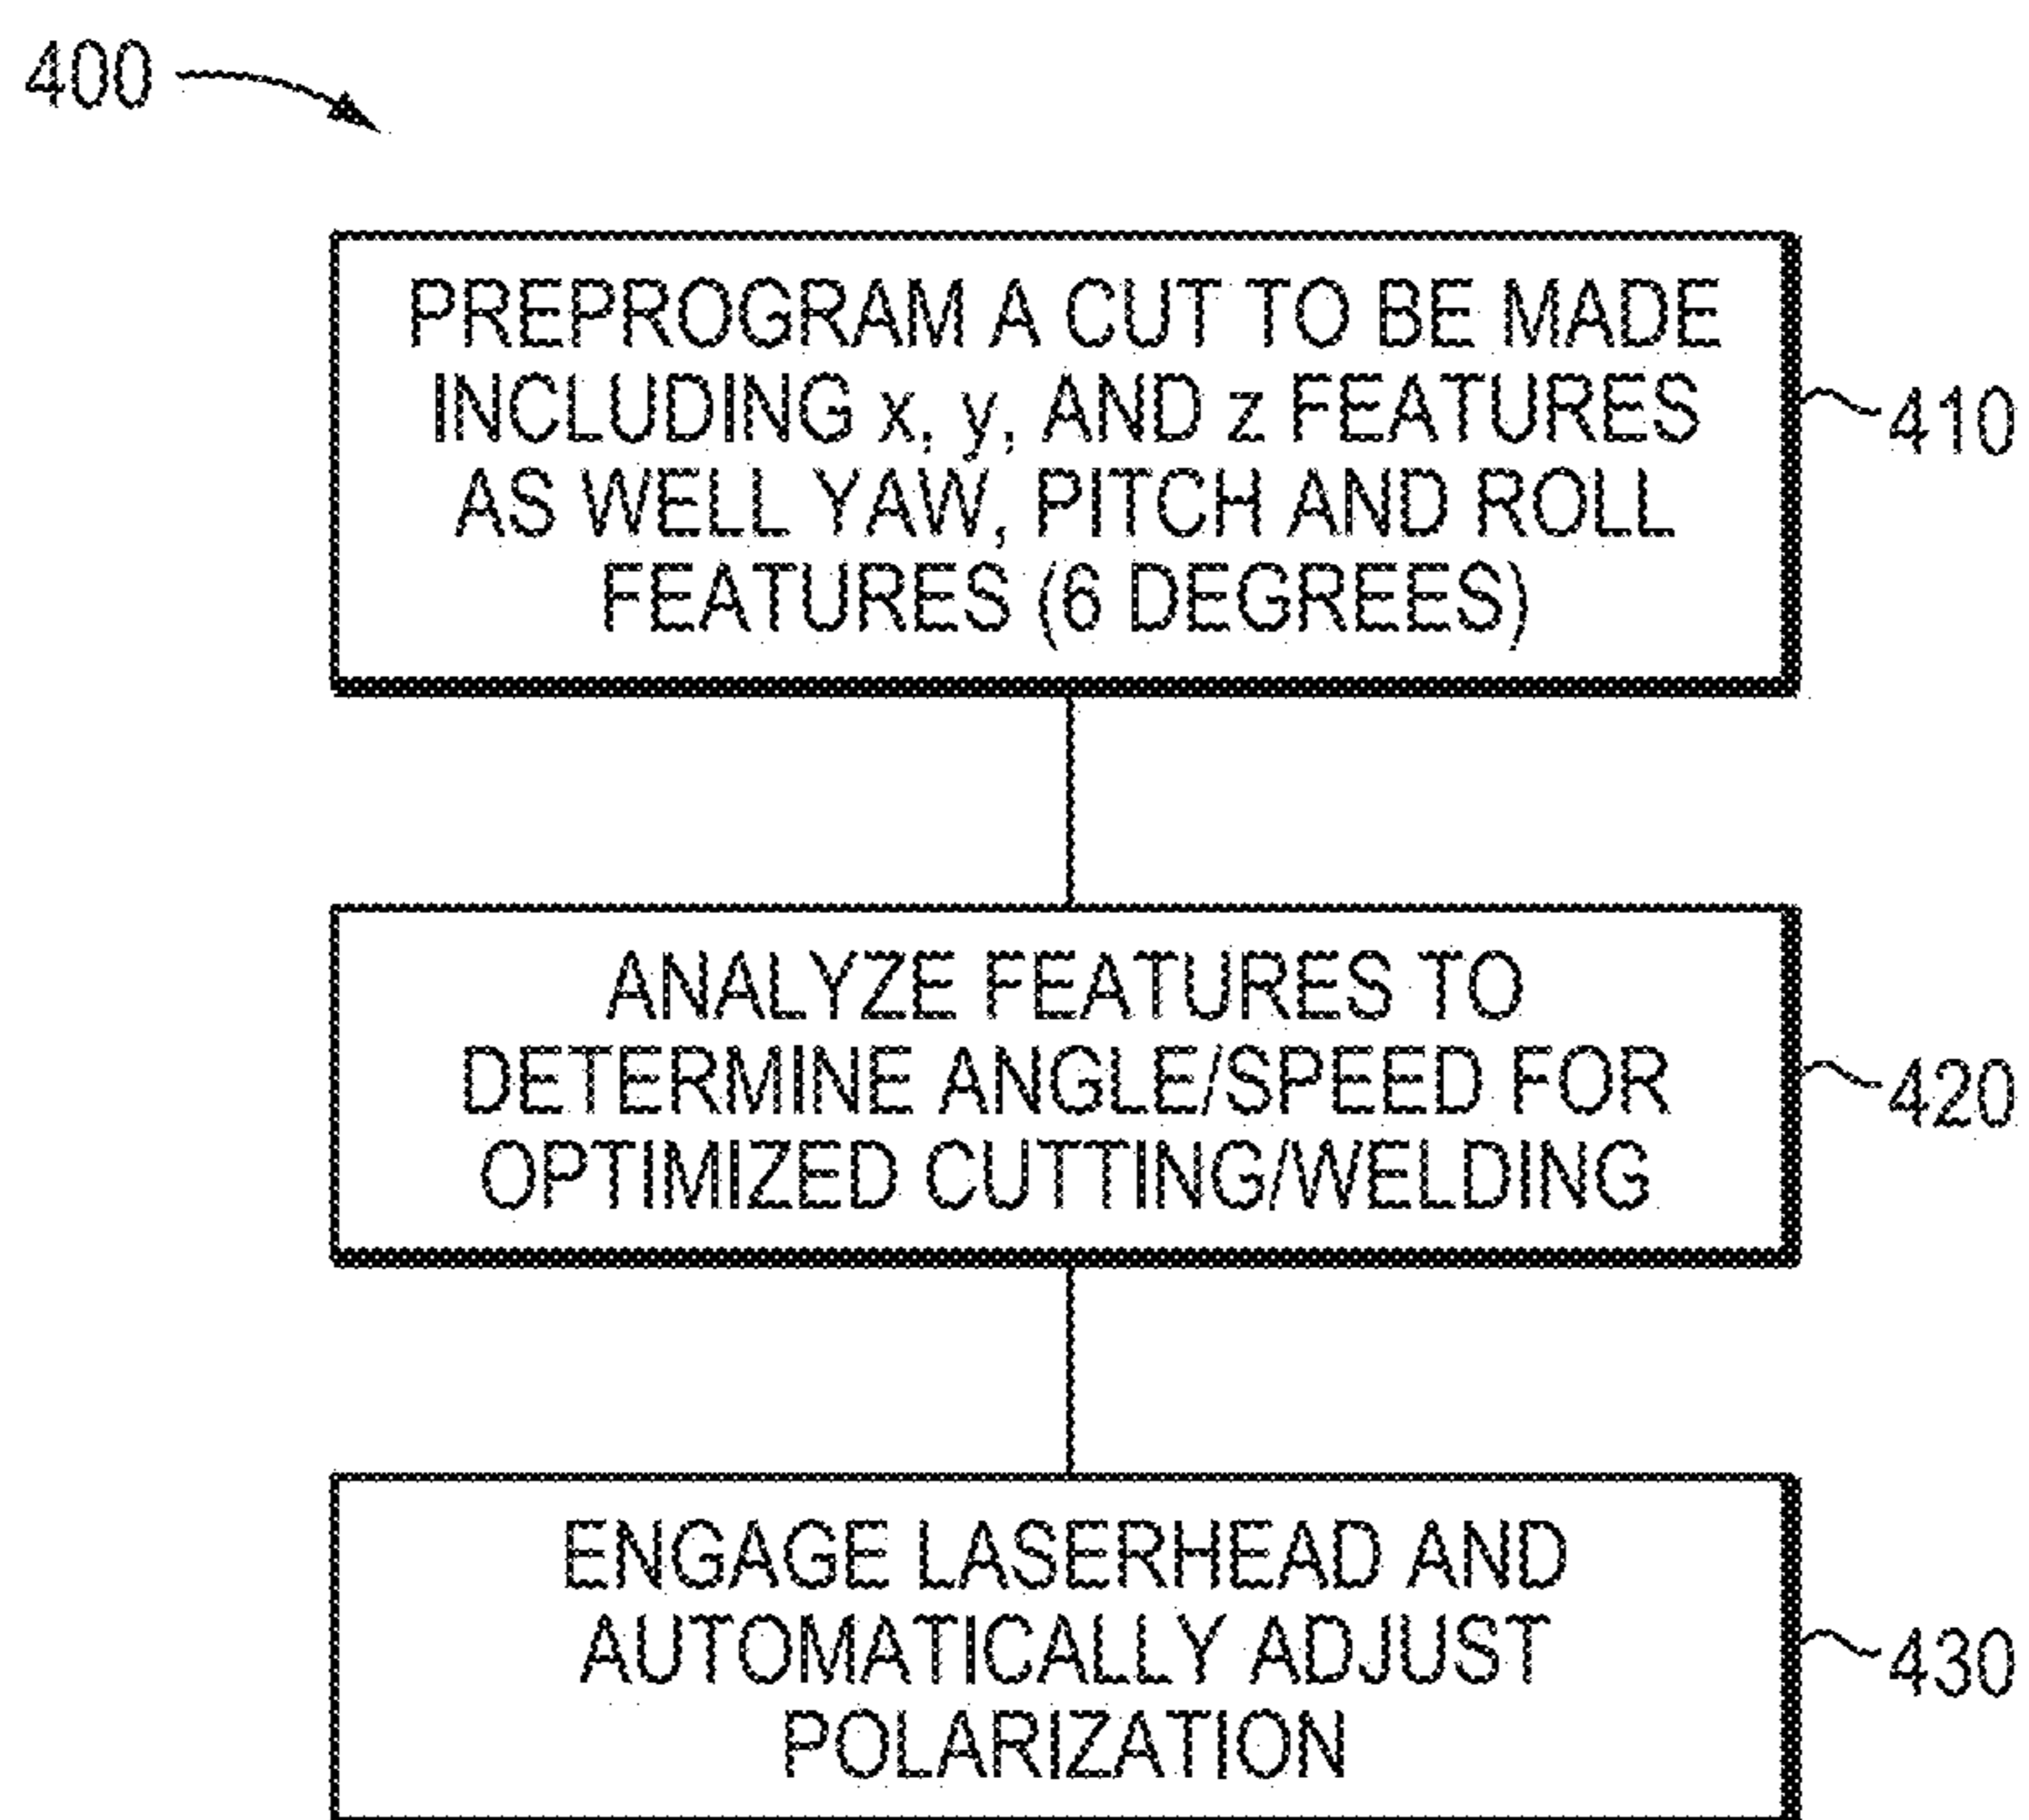 400
PREPROGRAM A CUT TO BE MADE
INCLUDING x, y, AND z FEATURES
AS WELL YAW, PITCH AND ROLL
FEATURES (6 DEGREES)
410
ANALYZE FEATURES TO
DETERMINE ANGLE/SPEED FOR
OPTIMIZED CUTTING/WELDING
420
ENGAGE LASERHEAD AND
AUTOMATICALLY ADJUST
POLARIZATION
430